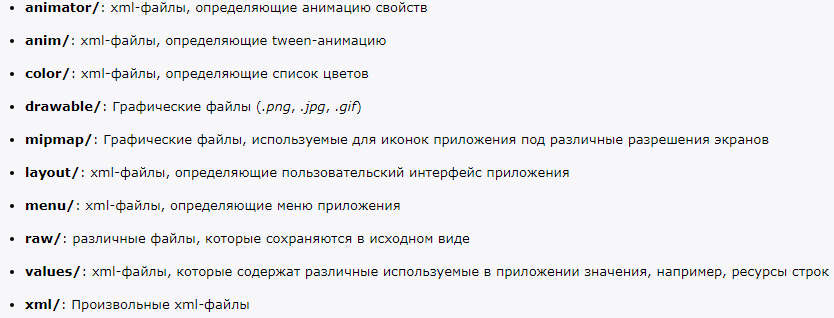 animator/: xml-файлы, определяющие анимацию свойств
anim/: xml-файлы, определяющие tween-анимацию
color/: xml-файлы, определяющие список цветов
drawable/: Графические файлы (.png, .jpg, .gif)
mipmap/: Графические файлы, используемые для иконок приложения под различные разрешения экранов
layout/: xml-файлы, определяющие пользовательский интерфейс приложения
menu/: xml-файлы, определяющие меню приложения
raw/: различные файлы, которые сохраняются в исходном виде
values/: xml-файлы, которые содержат различные используемые в приложении значения, например, ресурсы строк
xml/: Произвольные xml-файлы